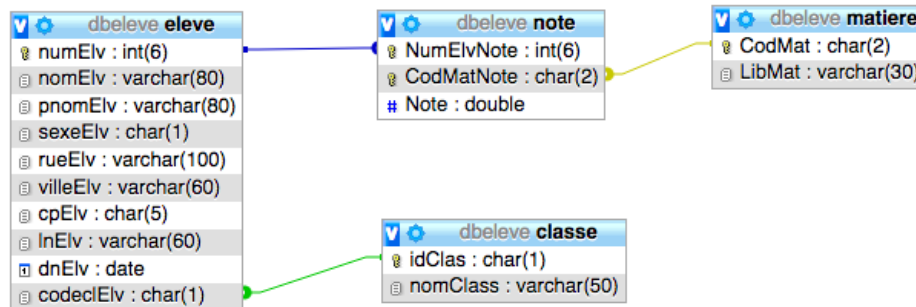 dbeleve eleve
numElv : int(6)
nomElv : varchar(80)
pnomElv : varchar(80)
sexeElv : char(1)
rueElv : varchar(100)
villeElv : varchar(60)
cpElv : char(5)
lnElv : varchar(60)
dnElv : date
codeclElv : char(1)
dbeleve note
NumElvNote : int(6)
CodMatNote : char(2)
# Note : double
dbeleve matiere
CodMat : char(2)
LibMat : varchar(30)
dbeleve classe
idClas : char(1)
nomClass : varchar(50)